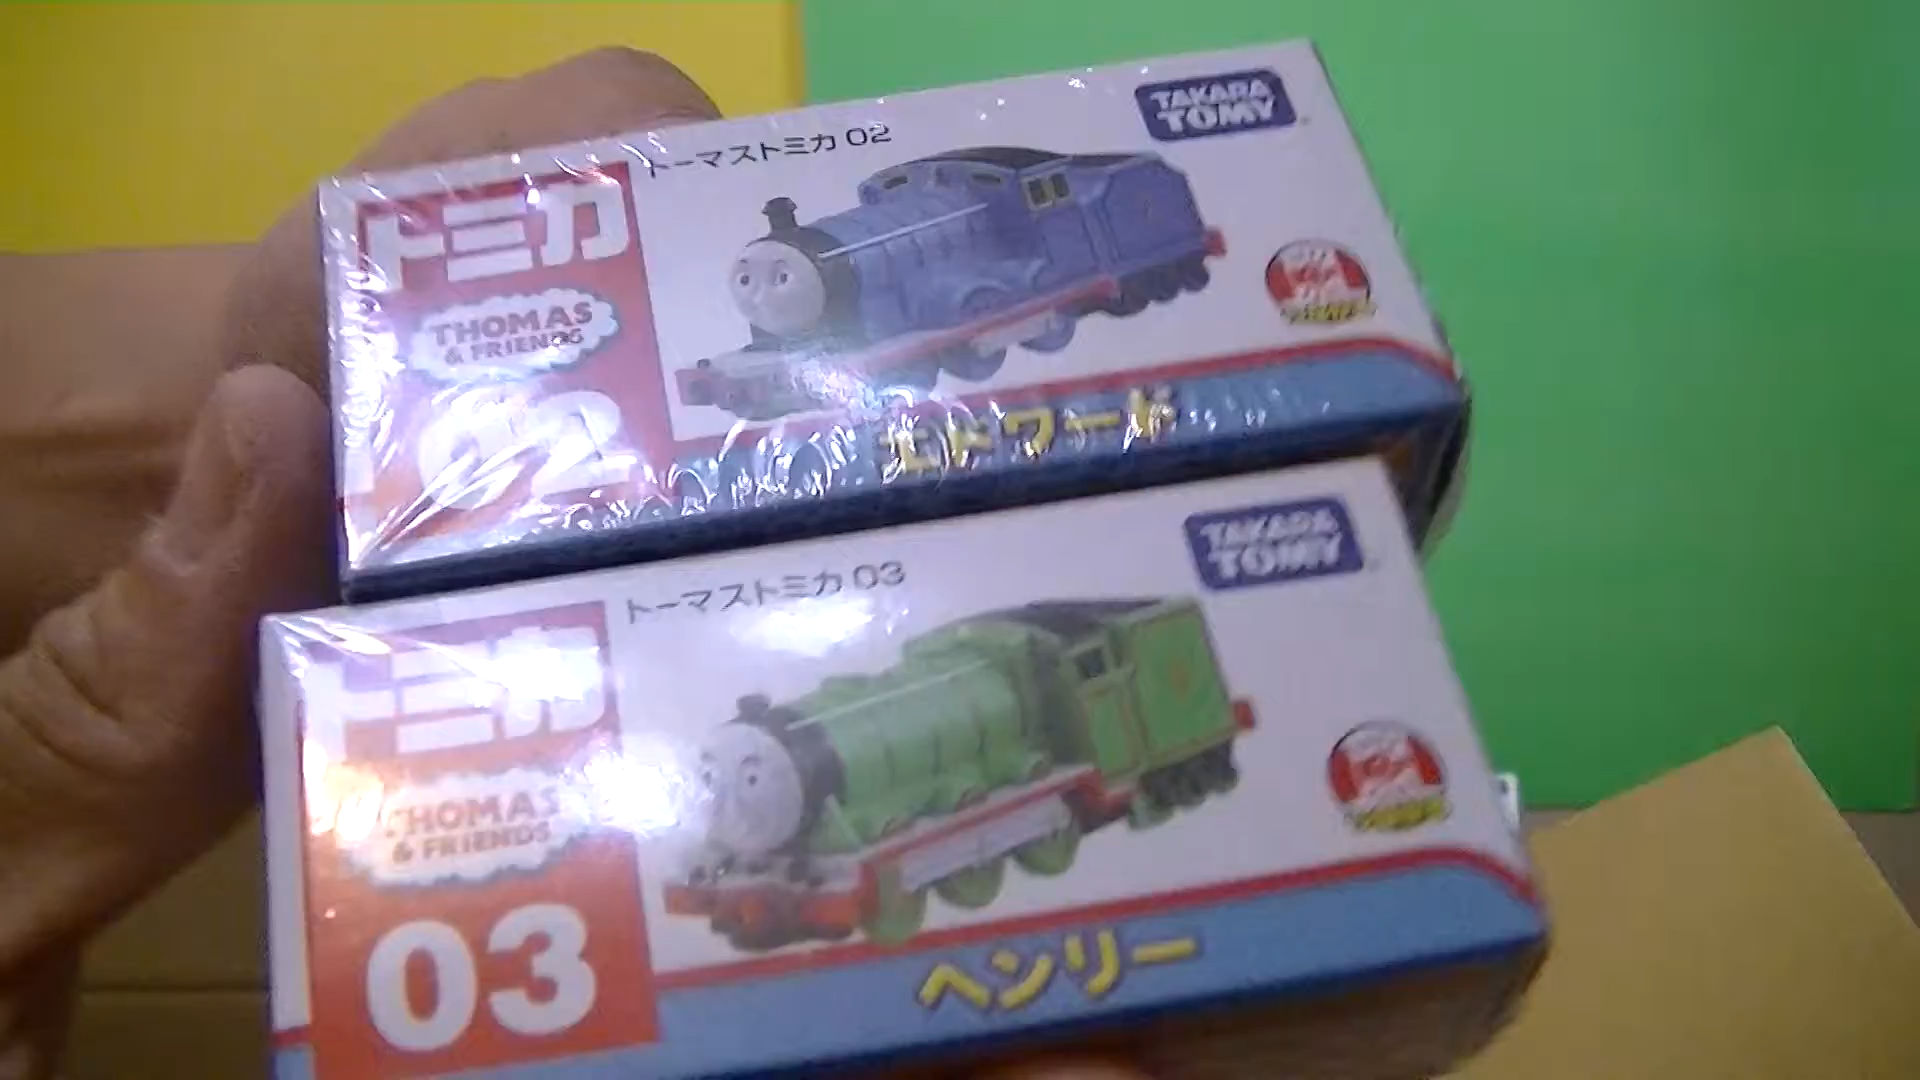 トーマストミカ 02
TAKARA
TOMY
トミカ
THOMAS
& FRIENDS
02
エドワード
トーマストミカ 03
TAKARA
TOMY
トミカ
THOMAS
& FRIENDS
03
ヘンリー